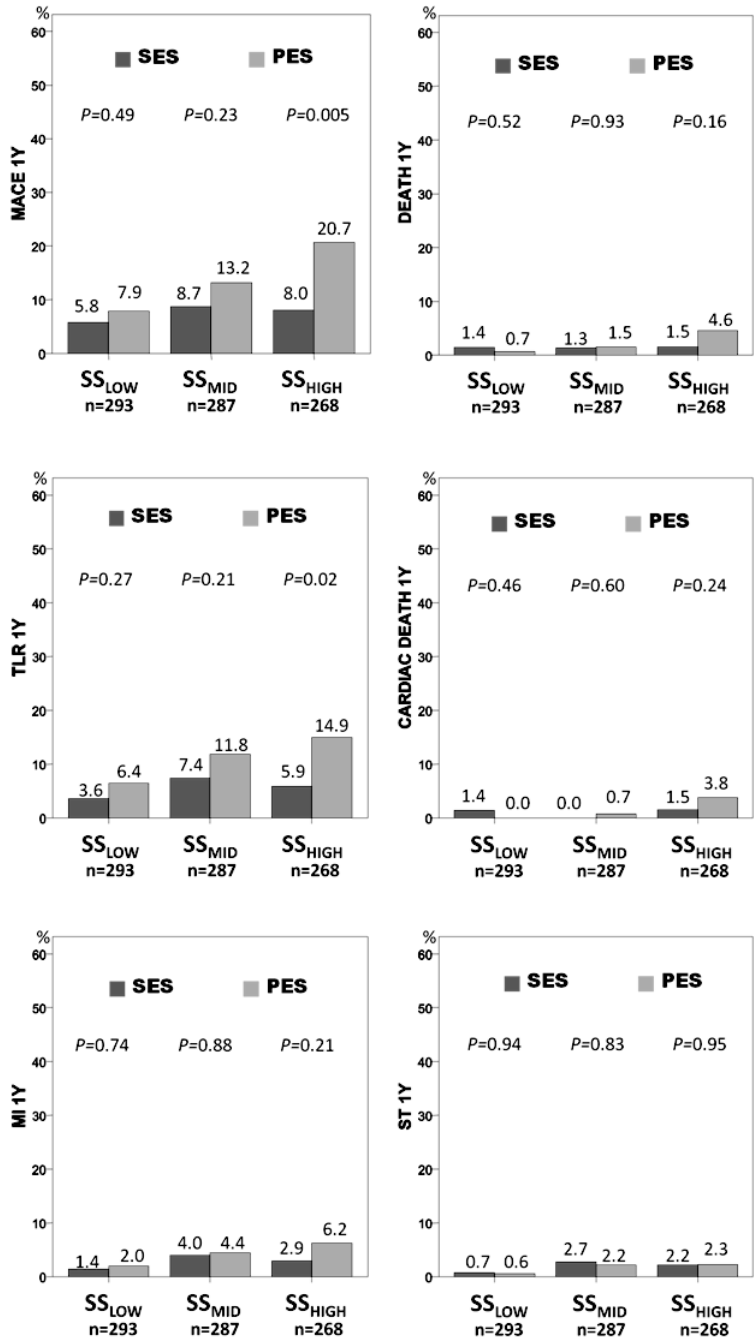 %
60
50
40
30
20
10
0
MACE 1Y
SES PES
P=0.49 P=0.23 P=0.005
5.8 7.9 8.7 13.2 8.0 20.7
SSLOW SSMID SSHIGH
n=293 n=287 n=268
%
60
50
40
30
20
10
0
DEATH 1Y
SES PES
P=0.52 P=0.93 P=0.16
1.4 0.7 1.3 1.5 1.5 4.6
SSLOW SSMID SSHIGH
n=293 n=287 n=268
%
60
50
40
30
20
10
0
TLR 1Y
SES PES
P=0.27 P=0.21 P=0.02
3.6 6.4 7.4 11.8 5.9 14.9
SSLOW SSMID SSHIGH
n=293 n=287 n=268
%
60
50
40
30
20
10
0
CARDIAC DEATH 1Y
SES PES
P=0.46 P=0.60 P=0.24
1.4 0.0 0.0 0.7 1.5 3.8
SSLOW SSMID SSHIGH
n=293 n=287 n=268
%
60
50
40
30
20
10
0
MI 1Y
SES PES
P=0.74 P=0.88 P=0.21
1.4 2.0 4.0 4.4 2.9 6.2
SSLOW SSMID SSHIGH
n=293 n=287 n=268
%
60
50
40
30
20
10
0
ST 1Y
SES PES
P=0.94 P=0.83 P=0.95
0.7 0.6 2.7 2.2 2.2 2.3
SSLOW SSMID SSHIGH
n=293 n=287 n=268